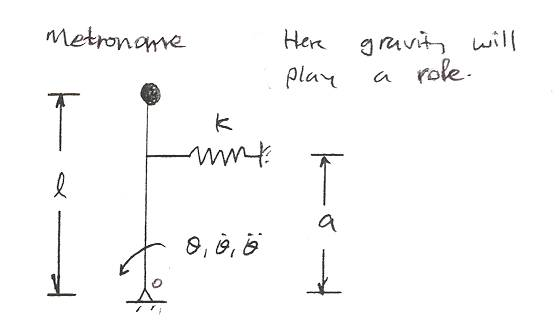 Metronome
Here gravity will
play a role.
k
l
a
θ, θ̇, θ̈
o